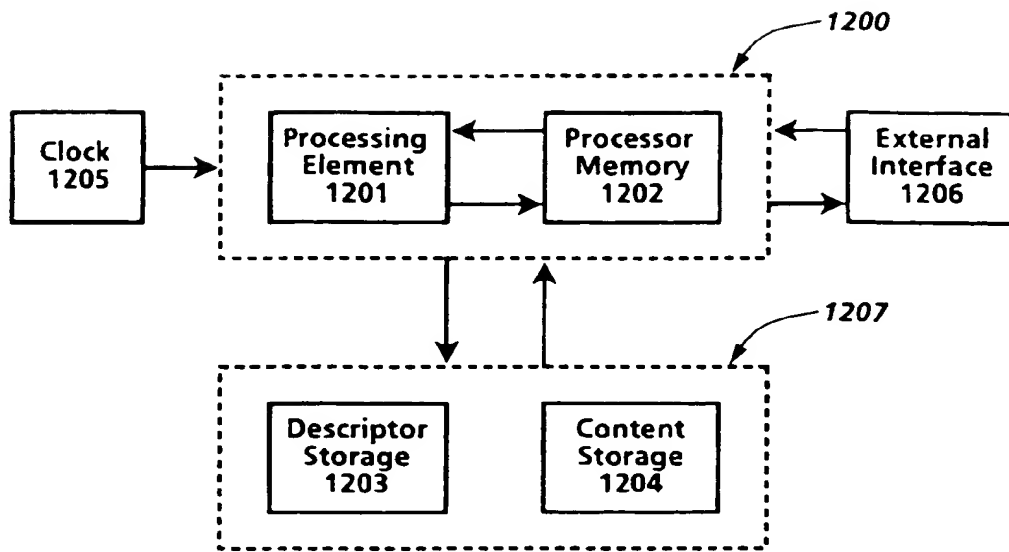 1200
Clock
1205
Processing
Element
1201
Processor
Memory
1202
External
Interface
1206
1207
Descriptor
Storage
1203
Content
Storage
1204